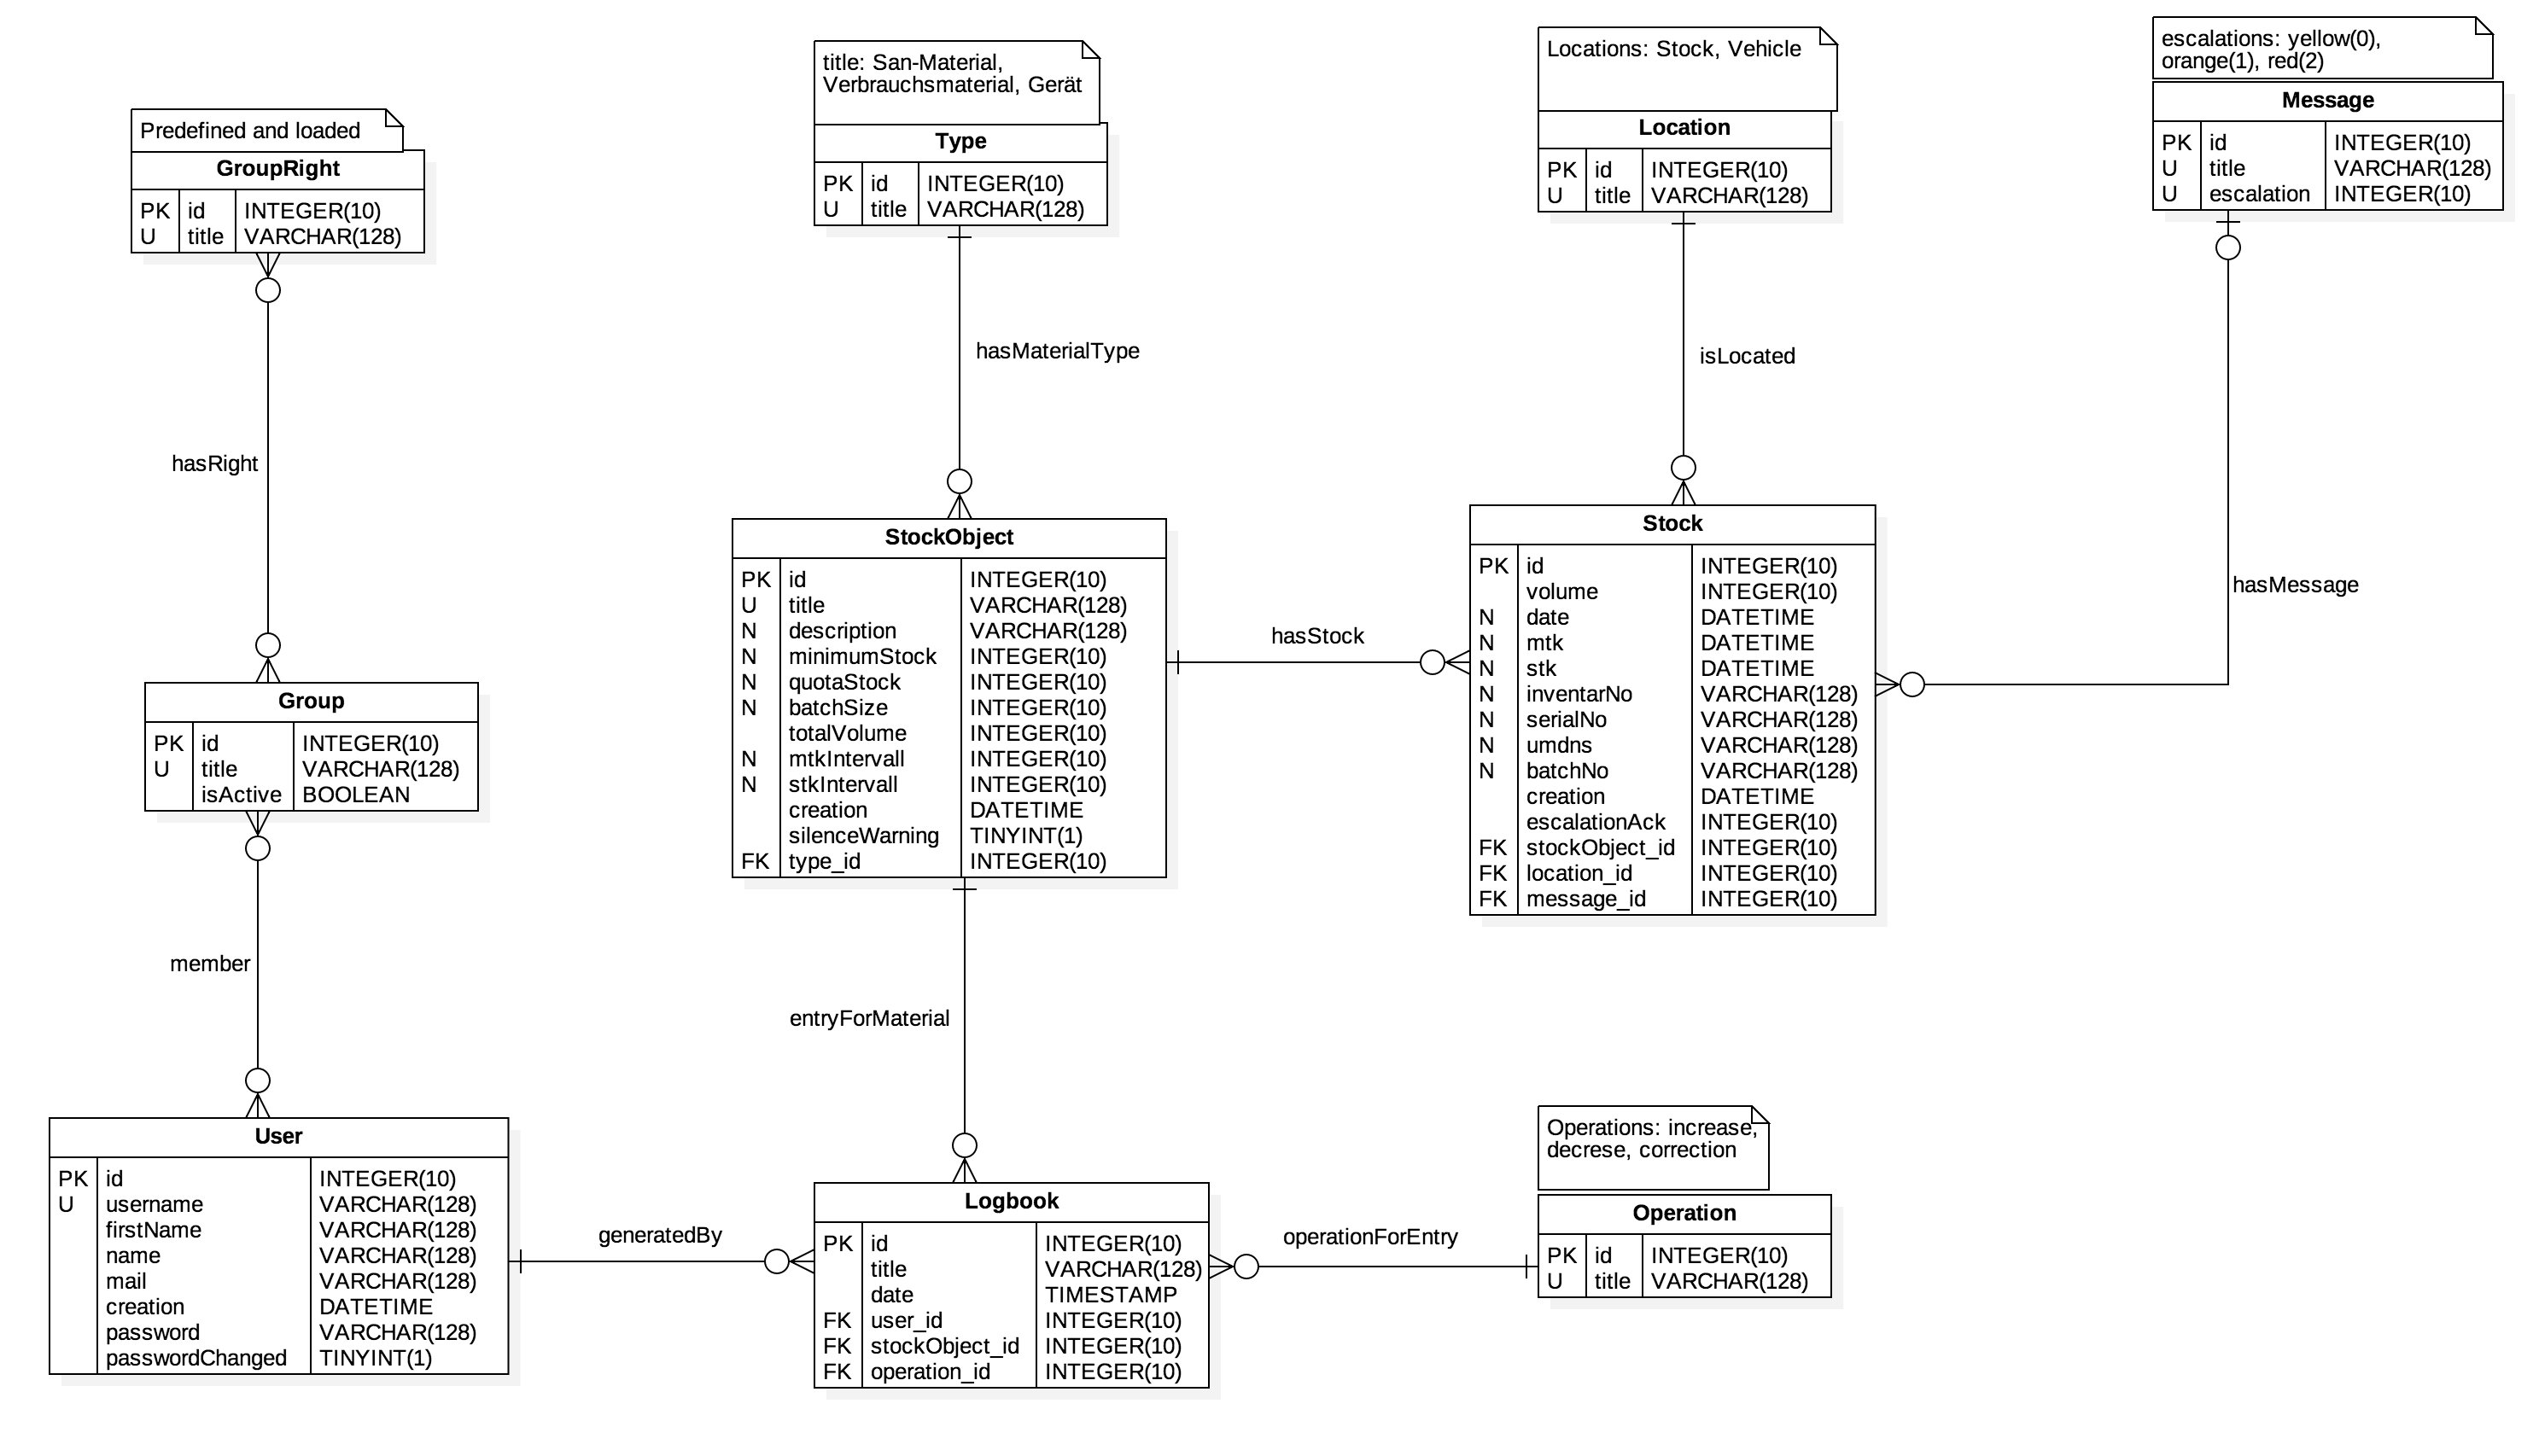 Predefined and loaded
GroupRight
PK id INTEGER(10)
U title VARCHAR(128)
hasRight
Group
PK id INTEGER(10)
U title VARCHAR(128)
isActive BOOLEAN
member
User
PK id INTEGER(10)
U username VARCHAR(128)
firstName VARCHAR(128)
name VARCHAR(128)
mail VARCHAR(128)
creation DATETIME
password VARCHAR(128)
passwordChanged TINYINT(1)
title: San-Material,
Verbrauchsmaterial, Gerät
Type
PK id INTEGER(10)
U title VARCHAR(128)
hasMaterialType
StockObject
PK id INTEGER(10)
U title VARCHAR(128)
N description VARCHAR(128)
N minimumStock INTEGER(10)
N quotaStock INTEGER(10)
N batchSize INTEGER(10)
totalVolume INTEGER(10)
N mtkIntervall INTEGER(10)
N stkIntervall INTEGER(10)
creation DATETIME
silenceWarning TINYINT(1)
FK type_id INTEGER(10)
hasStock
entryForMaterial
generatedBy
Logbook
PK id INTEGER(10)
title VARCHAR(128)
date TIMESTAMP
FK user_id INTEGER(10)
FK stockObject_id INTEGER(10)
FK operation_id INTEGER(10)
operationForEntry
Locations: Stock, Vehicle
Location
PK id INTEGER(10)
U title VARCHAR(128)
isLocated
Stock
PK id INTEGER(10)
volume INTEGER(10)
N date DATETIME
N mtk DATETIME
N stk DATETIME
N inventarNo VARCHAR(128)
N serialNo VARCHAR(128)
N umdns VARCHAR(128)
N batchNo VARCHAR(128)
creation DATETIME
escalationAck INTEGER(10)
FK stockObject_id INTEGER(10)
FK location_id INTEGER(10)
FK message_id INTEGER(10)
Operations: increase,
decrese, correction
Operation
PK id INTEGER(10)
U title VARCHAR(128)
escalations: yellow(0),
orange(1), red(2)
Message
PK id INTEGER(10)
U title VARCHAR(128)
U escalation INTEGER(10)
hasMessage